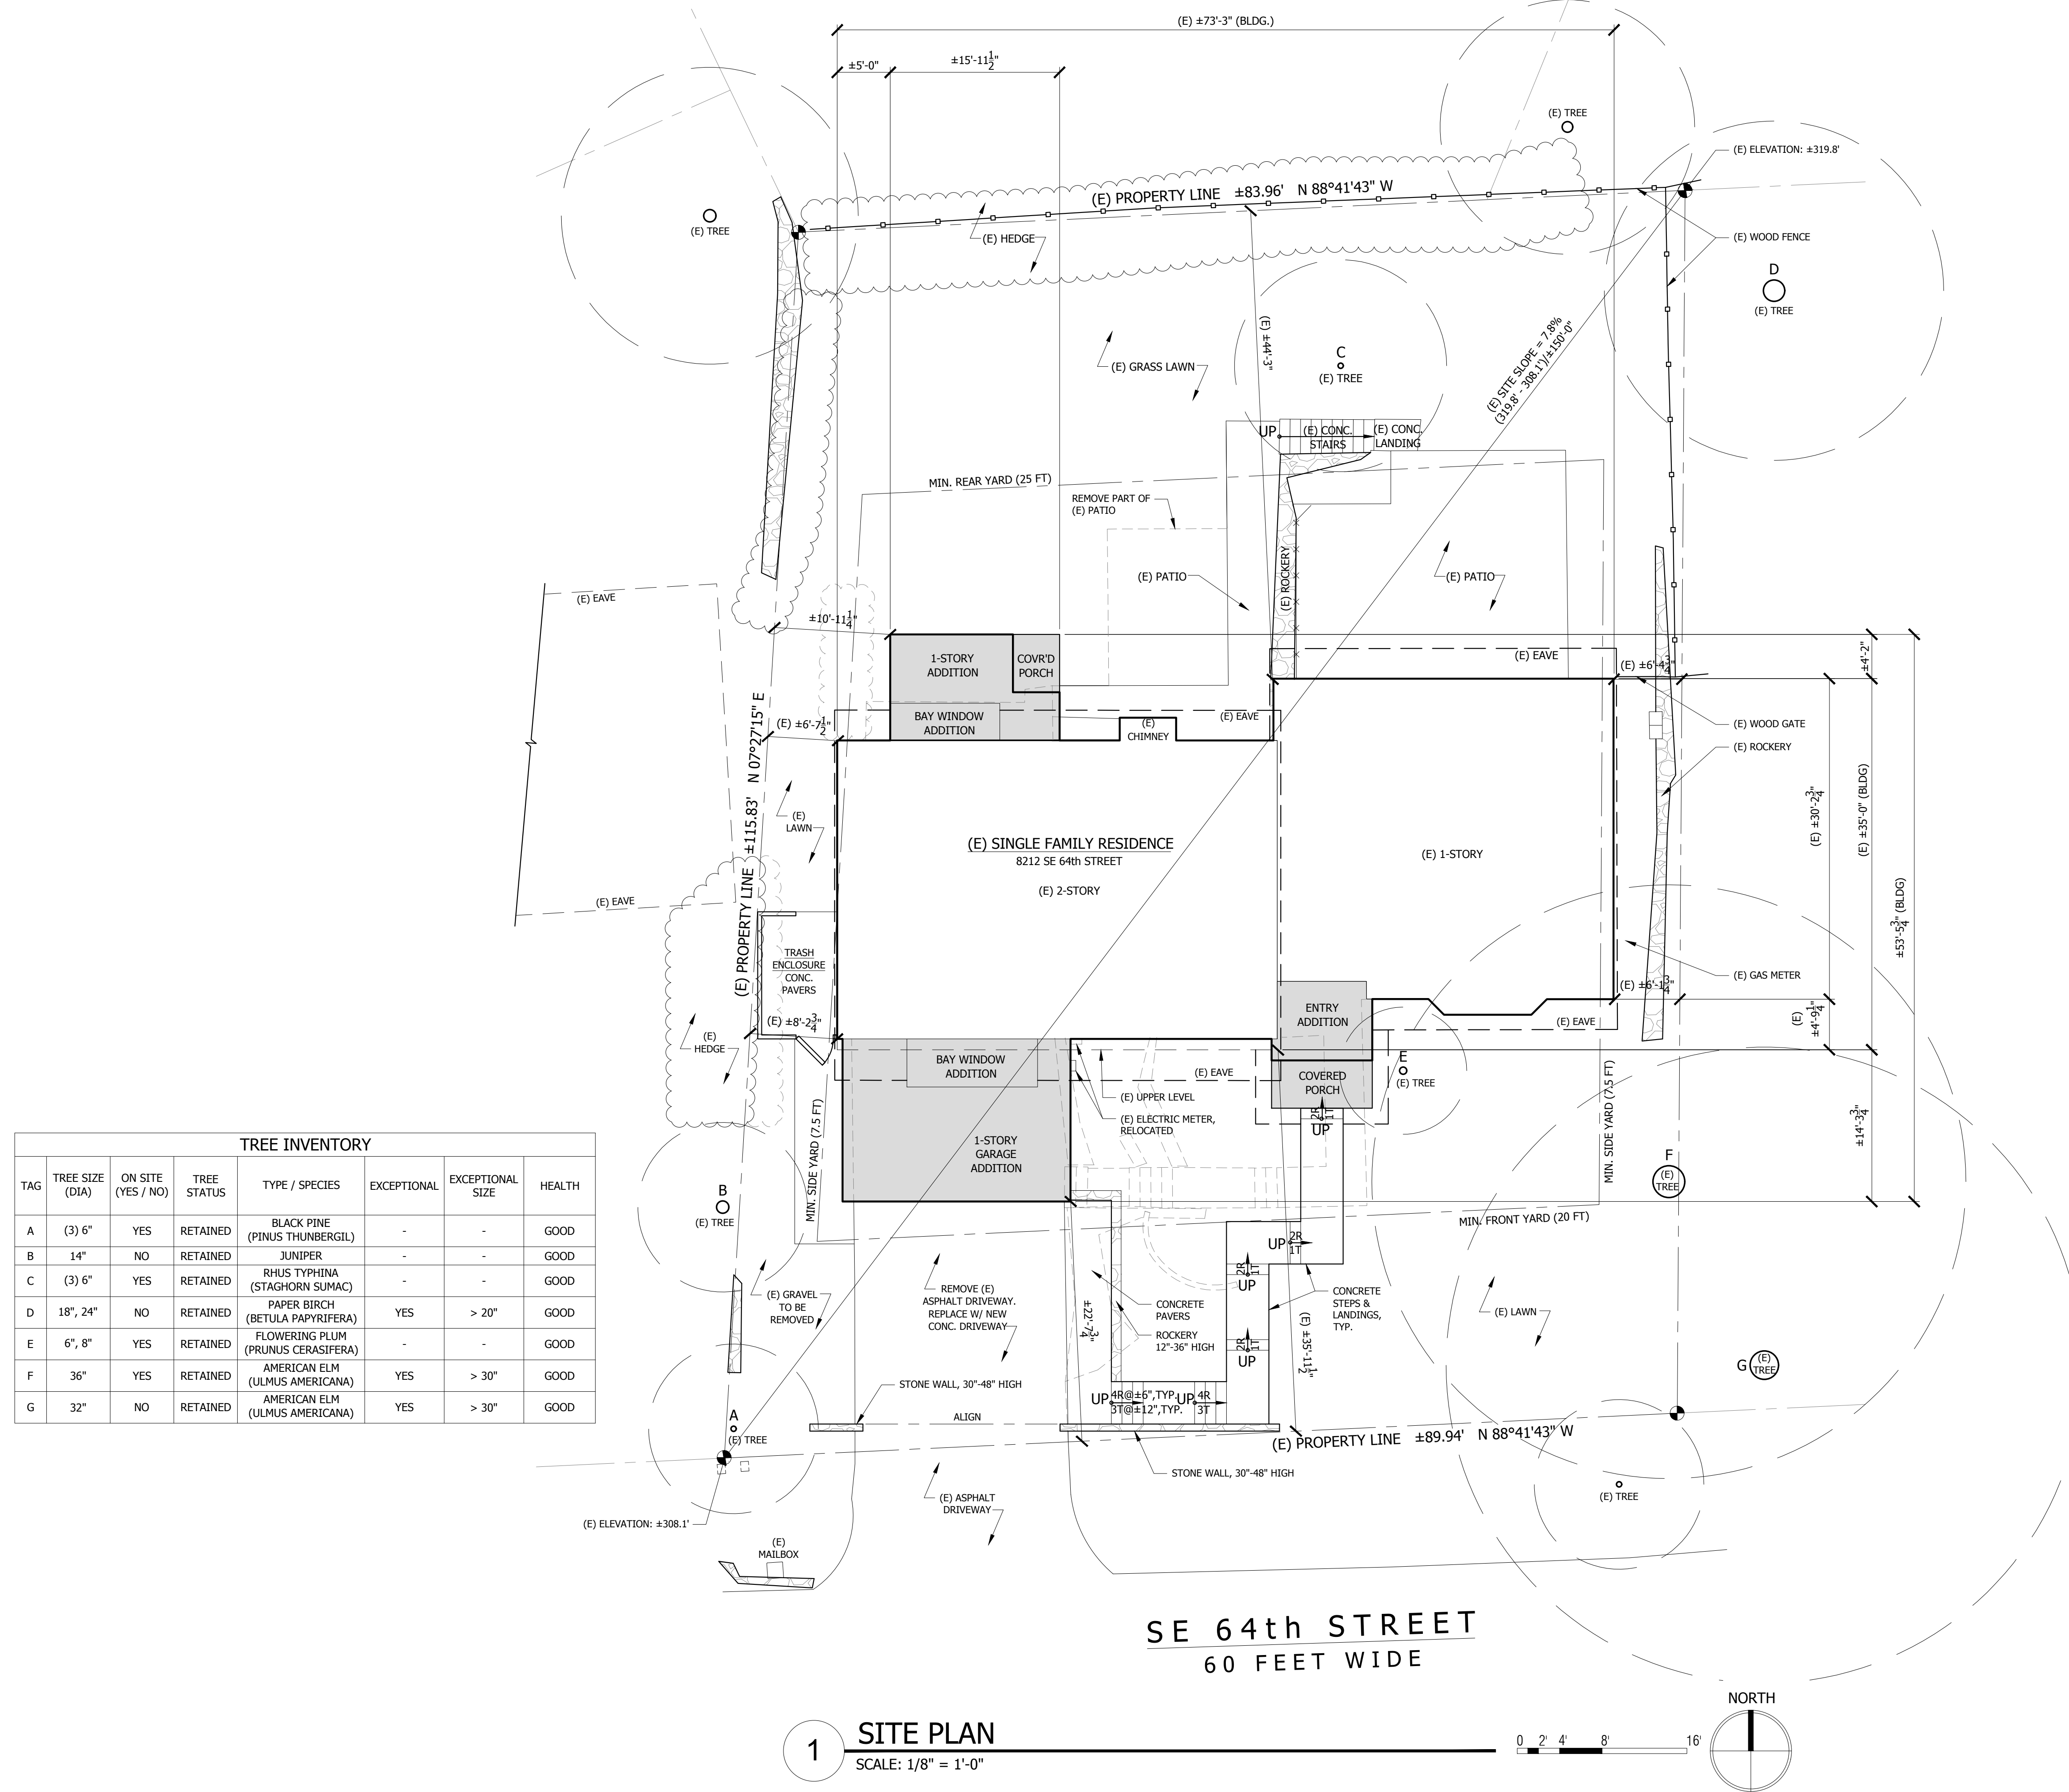 (E) ±73'-3" (BLDG.)
±5'-0"
±15'-11 1/2"
(E) TREE
(E) ELEVATION: ±319.8'
(E) PROPERTY LINE ±83.96' N 88°41'43" W
(E) TREE
(E) HEDGE
(E) WOOD FENCE
D
(E) TREE
(E) ±44'-3"
(E) SITE SLOPE = 7.8%
(319.8' - 308.1')/±150'-0"
C
(E) TREE
(E) GRASS LAWN
UP
(E) CONC.
STAIRS
(E) CONC.
LANDING
MIN. REAR YARD (25 FT)
REMOVE PART OF
(E) PATIO
(E) PATIO
(E) ROCKERY
(E) PATIO
(E) EAVE
±10'-11 1/4"
1-STORY
ADDITION
COVR'D
PORCH
(E) EAVE
(E) ±6'-4 3/4"
±4'-2"
BAY WINDOW
ADDITION
(E) ±6'-7 1/2"
(E) EAVE
(E)
CHIMNEY
(E) WOOD GATE
(E) ROCKERY
(E) PROPERTY LINE ±115.83' N 07°27'15" E
(E)
LAWN
(E) SINGLE FAMILY RESIDENCE
8212 SE 64th STREET
(E) 2-STORY
(E) 1-STORY
(E) ±30'-2 3/4"
(E) ±35'-0" (BLDG)
±53'-5 3/4" (BLDG)
(E) EAVE
TRASH
ENCLOSURE
CONC.
PAVERS
(E) GAS METER
(E) ±6'-1 3/4"
(E) ±8'-2 3/4"
ENTRY
ADDITION
(E) EAVE
(E)
±4'-9 1/4"
(E)
HEDGE
BAY WINDOW
ADDITION
(E) EAVE
COVERED
PORCH
E
(E) TREE
(E) UPPER LEVEL
(E) ELECTRIC METER,
RELOCATED
2R
1T
UP
MIN. SIDE YARD (7.5 FT)
MIN. SIDE YARD (7.5 FT)
±14'-3 3/4"
1-STORY
GARAGE
ADDITION
F
(E)
TREE
B
(E) TREE
MIN. FRONT YARD (20 FT)
UP
2R
1T
2R
1T
UP
(E) GRAVEL
TO BE
REMOVED
REMOVE (E)
ASPHALT DRIVEWAY.
REPLACE W/ NEW
CONC. DRIVEWAY
±22'-7 3/4"
CONCRETE
PAVERS
ROCKERY
12"-36" HIGH
2R
1T
UP
CONCRETE
STEPS &
LANDINGS,
TYP.
(E) ±35'-11 1/2"
(E) LAWN
G
(E)
TREE
STONE WALL, 30"-48" HIGH
UP
4R@±6",TYP.
3T@±12",TYP.
UP
4R
3T
ALIGN
A
(E) TREE
(E) PROPERTY LINE ±89.94' N 88°41'43" W
STONE WALL, 30"-48" HIGH
(E) TREE
(E) ASPHALT
DRIVEWAY
(E) ELEVATION: ±308.1'
(E)
MAILBOX
TREE INVENTORY
TAG TREE SIZE (DIA) ON SITE (YES / NO) TREE STATUS TYPE / SPECIES EXCEPTIONAL EXCEPTIONAL SIZE HEALTH
A (3) 6" YES RETAINED BLACK PINE (PINUS THUNBERGIL) - - GOOD
B 14" NO RETAINED JUNIPER - - GOOD
C (3) 6" YES RETAINED RHUS TYPHINA (STAGHORN SUMAC) - - GOOD
D 18", 24" NO RETAINED PAPER BIRCH (BETULA PAPYRIFERA) YES > 20" GOOD
E 6", 8" YES RETAINED FLOWERING PLUM (PRUNUS CERASIFERA) - - GOOD
F 36" YES RETAINED AMERICAN ELM (ULMUS AMERICANA) YES > 30" GOOD
G 32" NO RETAINED AMERICAN ELM (ULMUS AMERICANA) YES > 30" GOOD
SE 64th STREET
60 FEET WIDE
1
SITE PLAN
SCALE: 1/8" = 1'-0"
0 2' 4' 8' 16'
NORTH